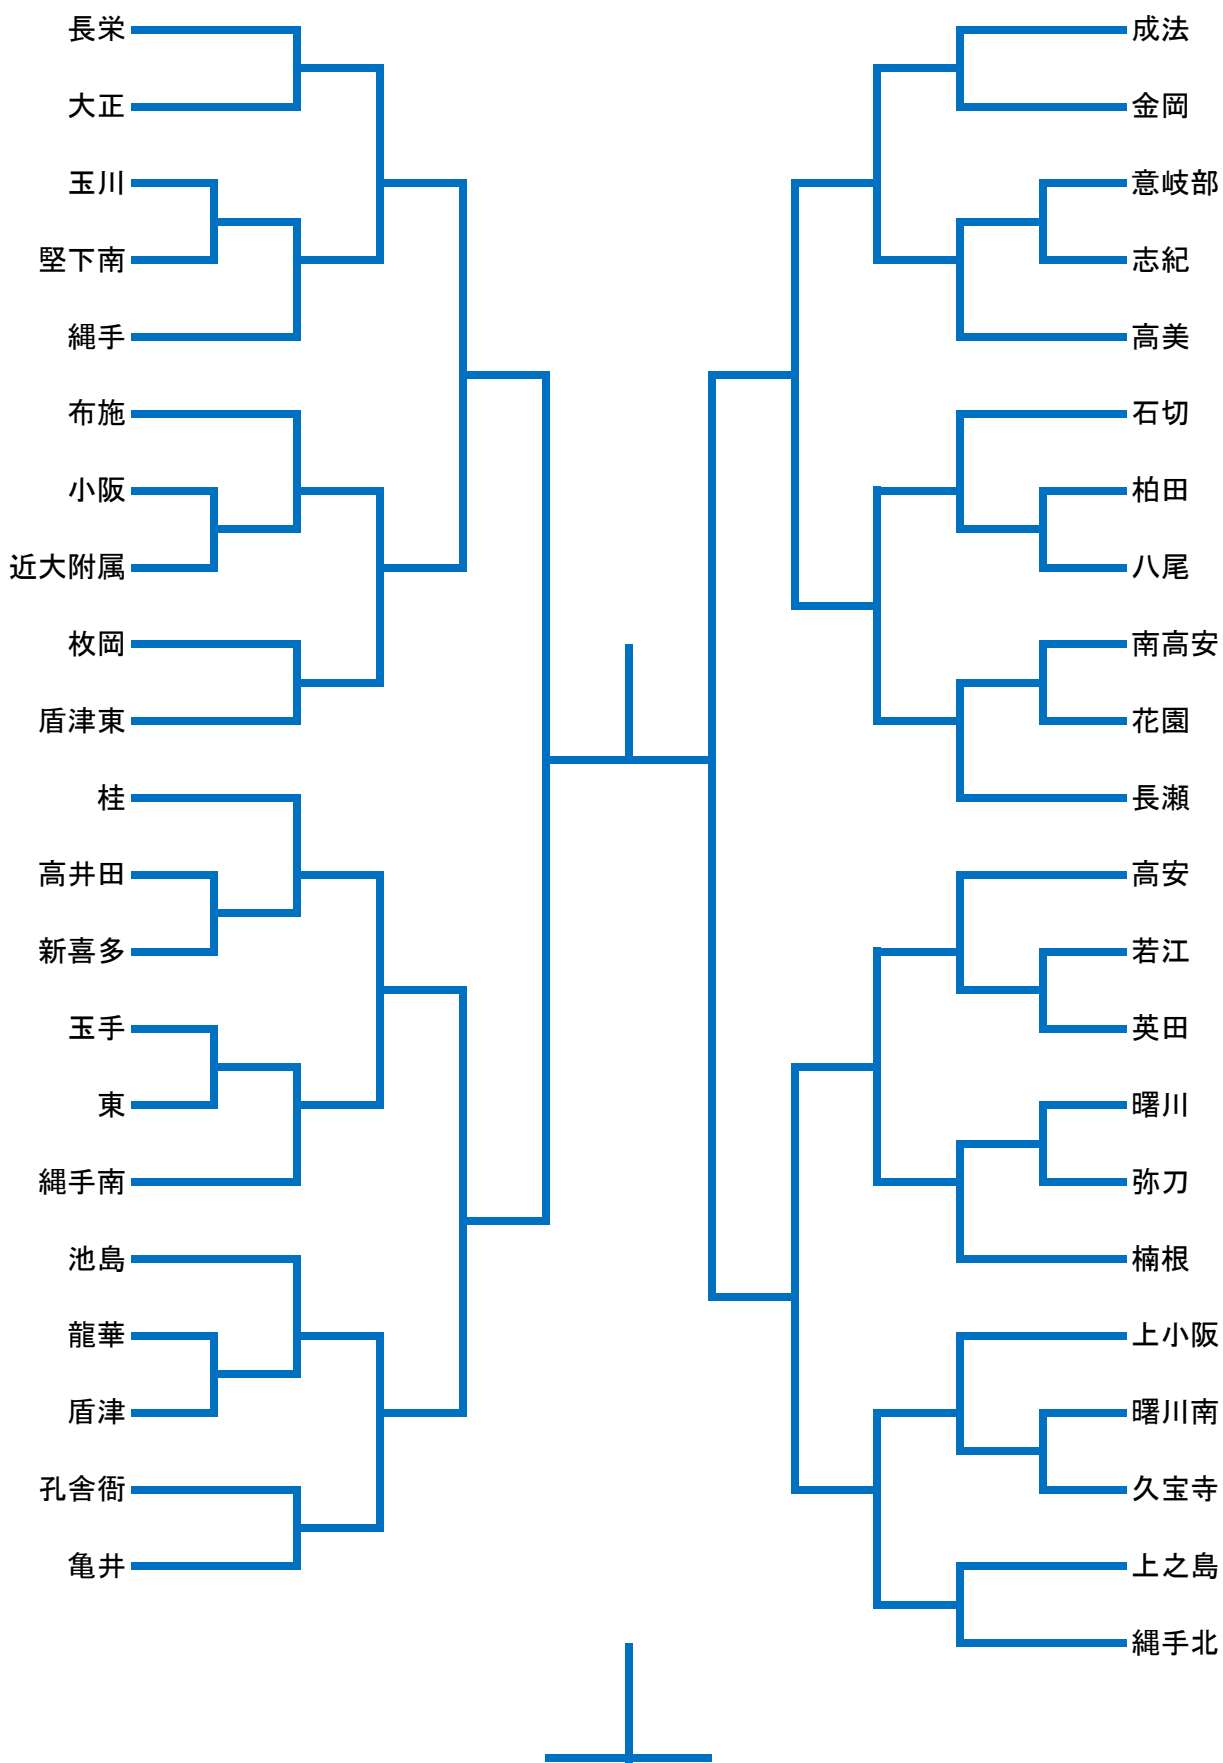 長栄
大正
玉川
堅下南
縄手
布施
小阪
近大附属
枚岡
盾津東
桂
高井田
新喜多
玉手
東
縄手南
池島
龍華
盾津
孔舎衙
亀井
成法
金岡
意岐部
志紀
高美
石切
柏田
八尾
南高安
花園
長瀬
高安
若江
英田
曙川
弥刀
楠根
上小阪
曙川南
久宝寺
上之島
縄手北